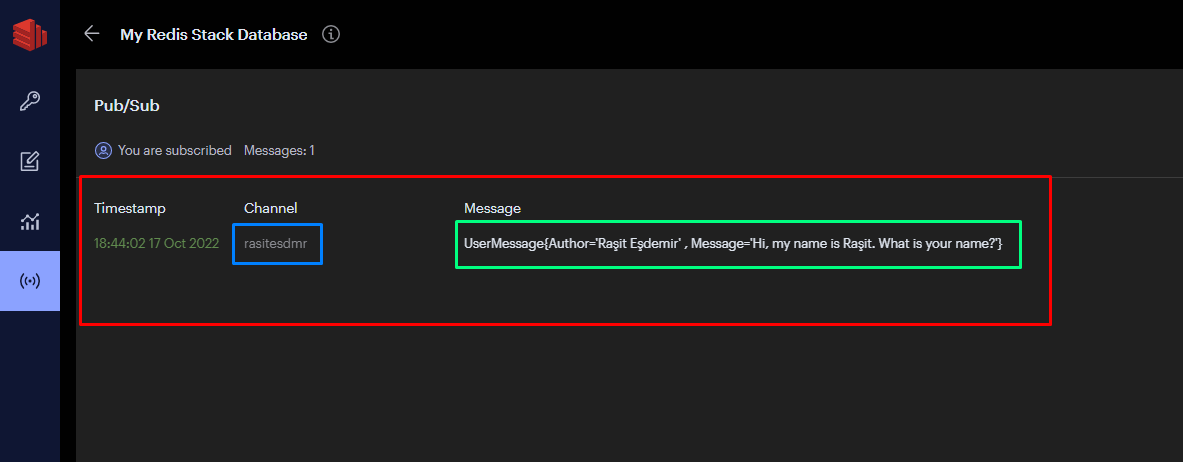 My Redis Stack Database
Pub/Sub
You are subscribed Messages: 1
Timestamp Channel Message
18:44:02 17 Oct 2022 rasitesdmr UserMessage{Author='Raşit Eşdemir' , Message='Hi, my name is Raşit. What is your name?'}